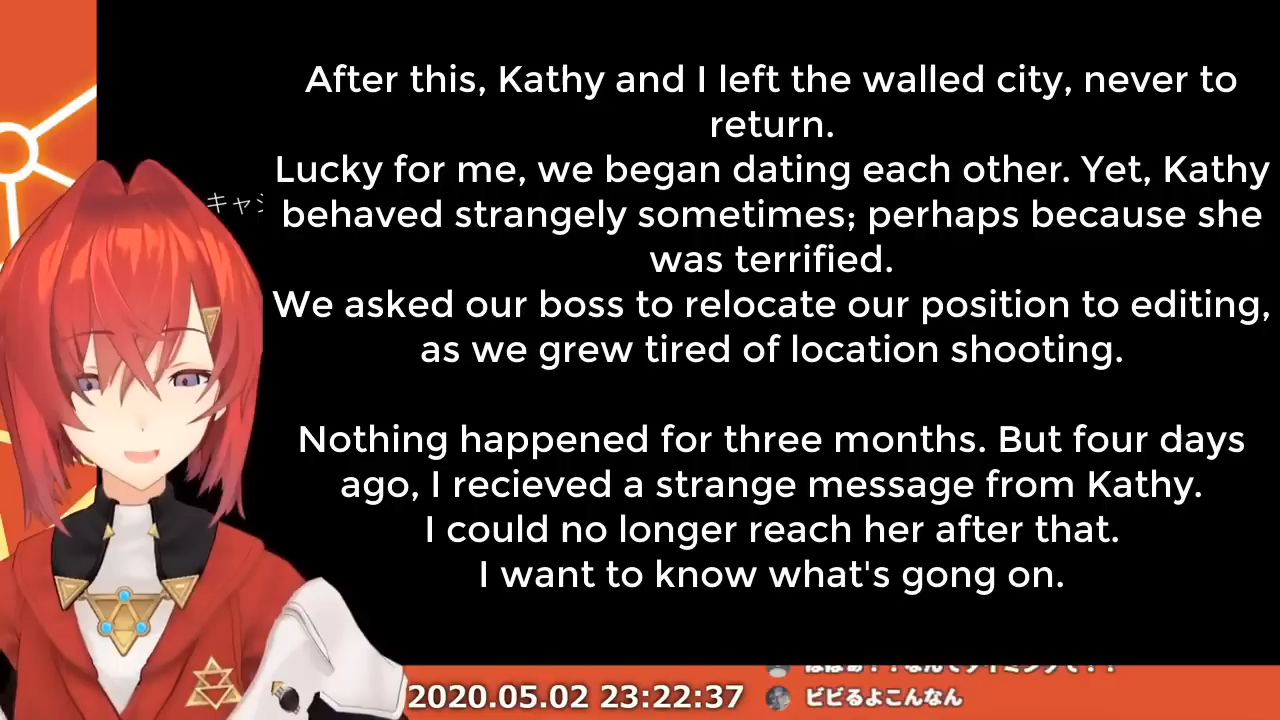 After this, Kathy and I left the walled city, never to
return.
Lucky for me, we began dating each other. Yet, Kathy
behaved strangely sometimes; perhaps because she
was terrified.
We asked our boss to relocate our position to editing,
as we grew tired of location shooting.
Nothing happened for three months. But four days
ago, I recieved a strange message from Kathy.
I could no longer reach her after that.
I want to know what's gong on.
キャシ
2020.05.02 23:22:37
ビビるよこんなん